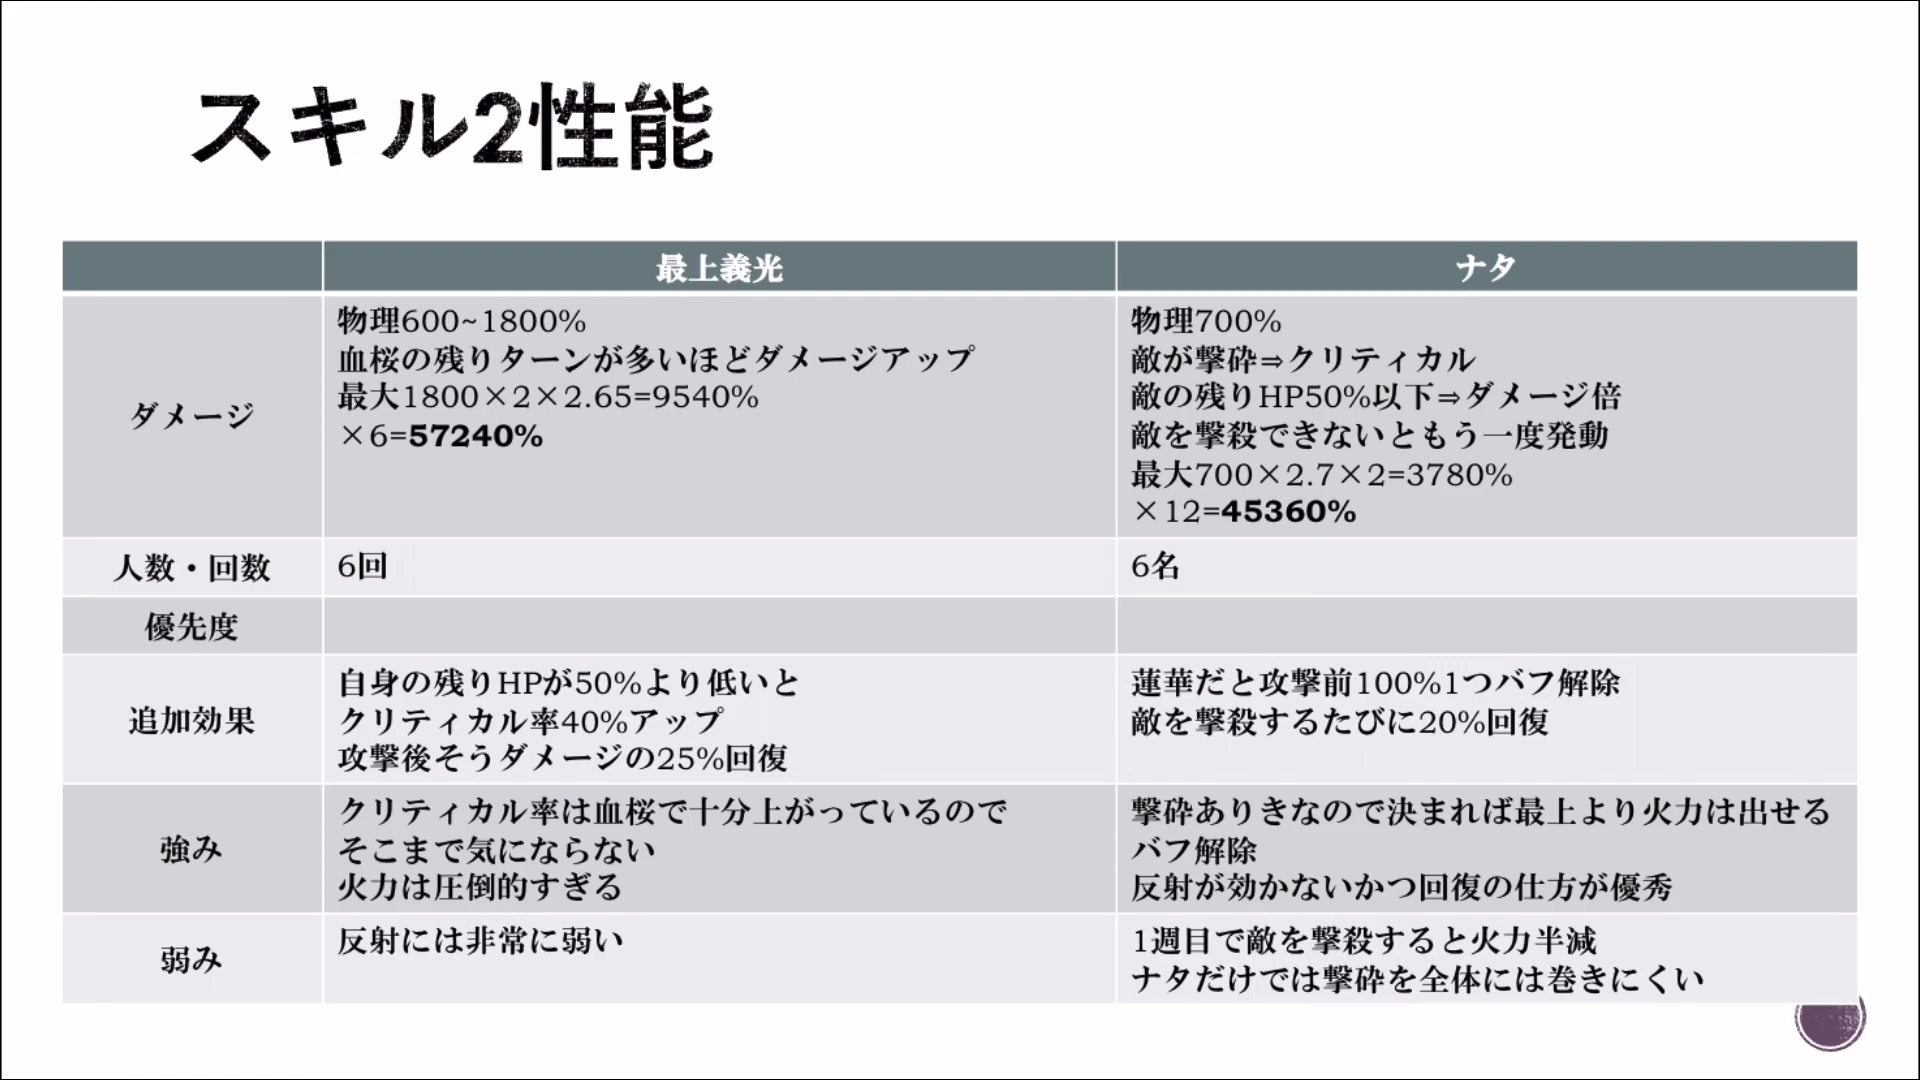 スキル2性能
最上義光
ナタ
ダメージ
物理600~1800%
血桜の残りターンが多いほどダメージアップ
最大1800×2×2.65=9540%
×6=57240%
物理700%
敵が撃砕⇒クリティカル
敵の残りHP50%以下⇒ダメージ倍
敵を撃殺できないともう一度発動
最大700×2.7×2=3780%
×12=45360%
人数・回数
6回
6名
優先度
追加効果
自身の残りHPが50%より低いと
クリティカル率40%アップ
攻撃後そうダメージの25%回復
蓮華だと攻撃前100%1つバフ解除
敵を撃殺するたびに20%回復
強み
クリティカル率は血桜で十分上がっているので
そこまで気にならない
火力は圧倒的すぎる
撃砕ありきなので決まれば最上より火力は出せる
バフ解除
反射が効かないかつ回復の仕方が優秀
弱み
反射には非常に弱い
1週目で敵を撃殺すると火力半減
ナタだけでは撃砕を全体には巻きにくい